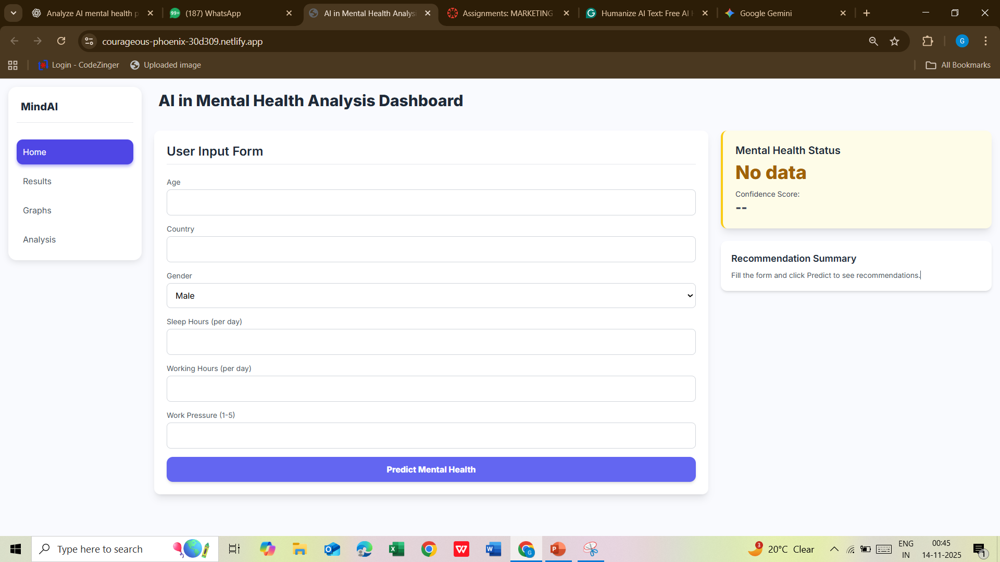 Analyze AI mental health p
(187) WhatsApp
AI in Mental Health Analys
Assignments: MARKETING
Humanize AI Text: Free AI
Google Gemini
courageous-phoenix-30d309.netlify.app
G
Login - CodeZinger
Uploaded image
All Bookmarks
MindAI
Home
Results
Graphs
Analysis
AI in Mental Health Analysis Dashboard
User Input Form
Age
Country
Gender
Male
Sleep Hours (per day)
Working Hours (per day)
Work Pressure (1-5)
Predict Mental Health
Mental Health Status
No data
Confidence Score:
--
Recommendation Summary
Fill the form and click Predict to see recommendations.
Type here to search
3
20°C Clear
ENG
IN
00:45
14-11-2025
1